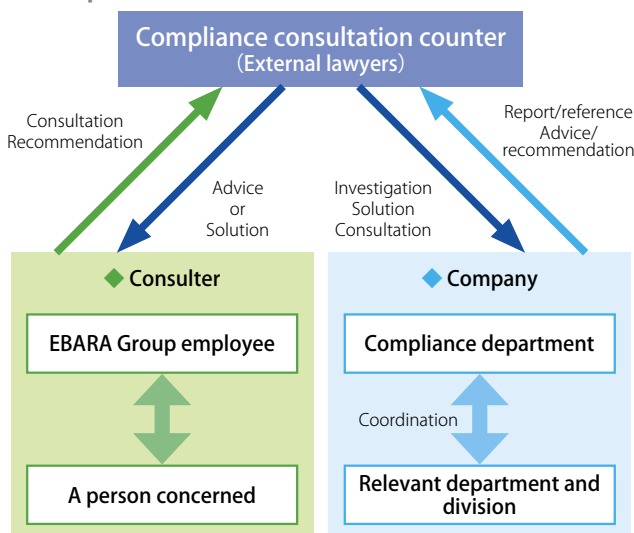 Compliance consultation counter
(External lawyers)
Consultation
Recommendation
Report/reference
Advice/
recommendation
Advice
or
Solution
Investigation
Solution
Consultation
◆ Consulter
◆ Company
EBARA Group employee
Compliance department
Coordination
A person concerned
Relevant department and
division